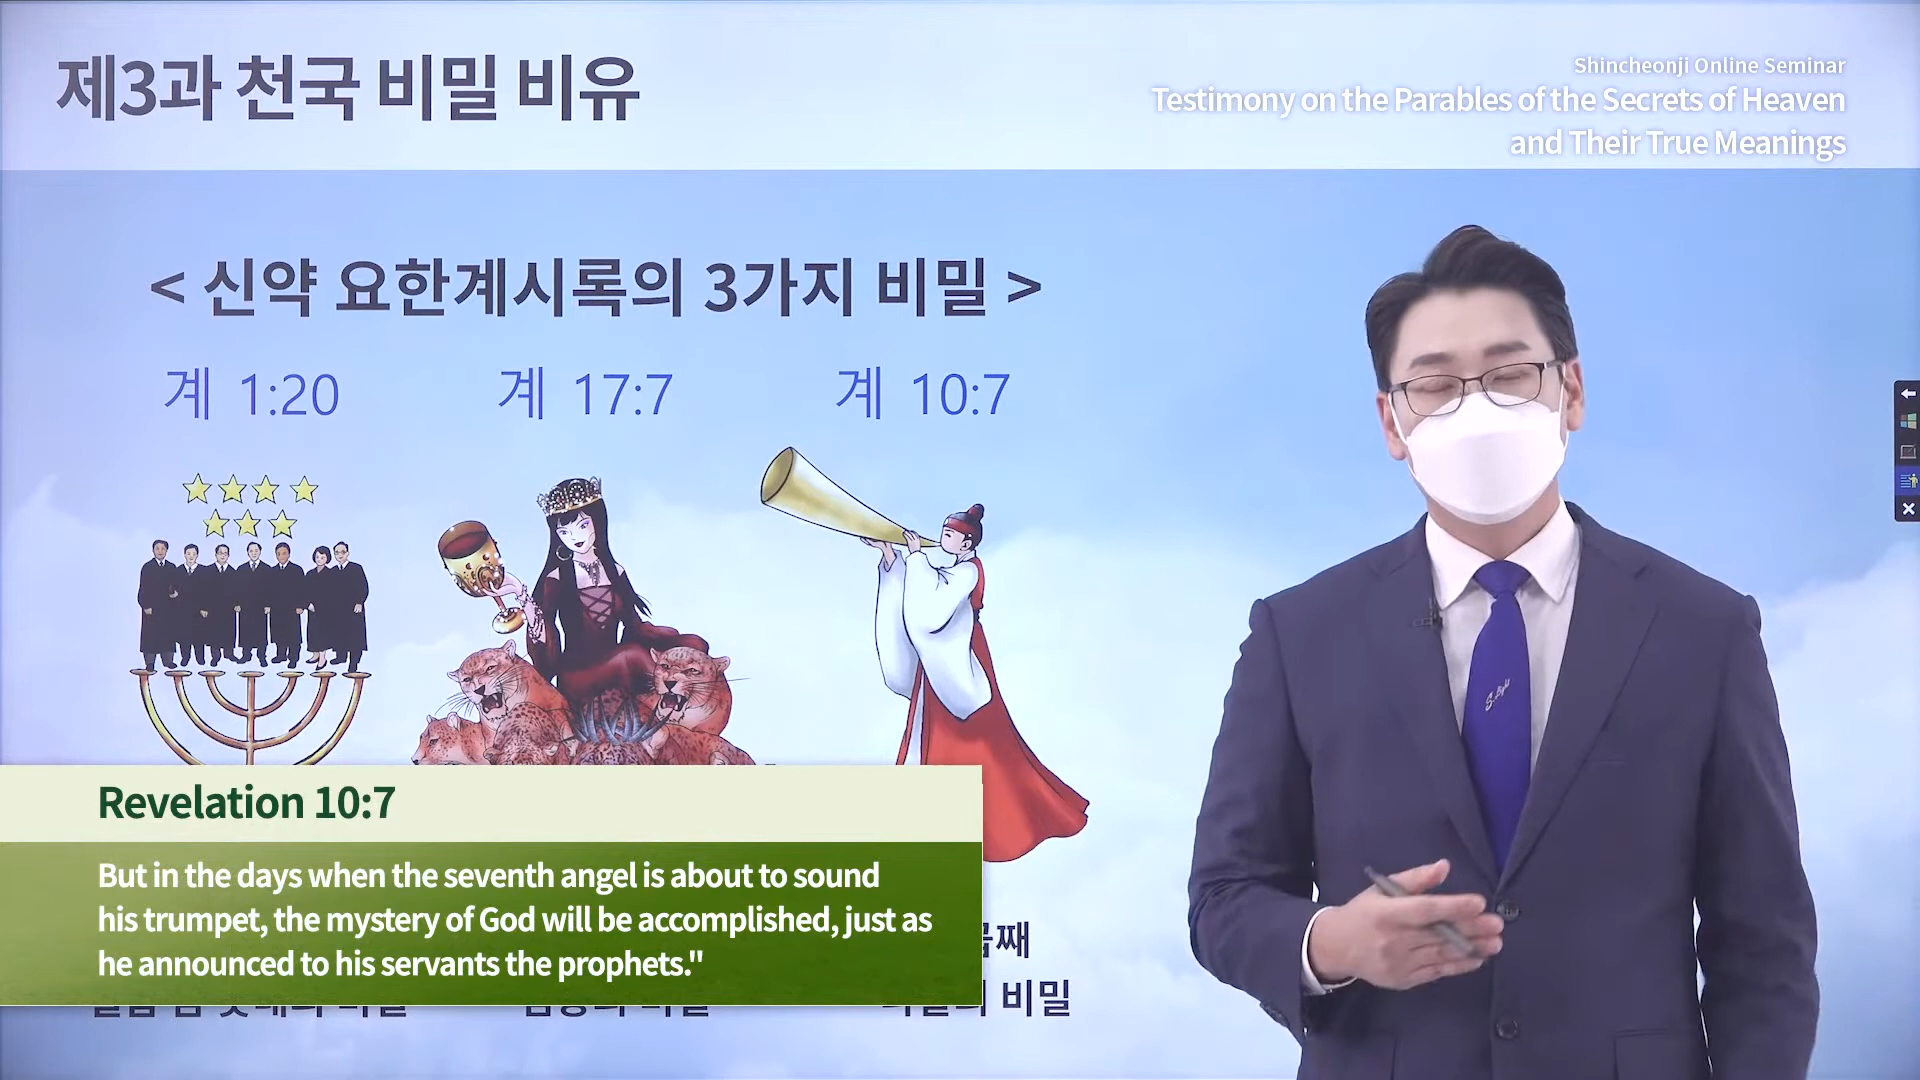 제3과 천국 비밀 비유
Shincheonji Online Seminar
Testimony on the Parables of the Secrets of Heaven
and Their True Meanings
< 신약 요한계시록의 3가지 비밀 >
계 1:20
계 17:7
계 10:7
Revelation 10:7
But in the days when the seventh angel is about to sound
his trumpet, the mystery of God will be accomplished, just as
he announced to his servants the prophets."
비밀